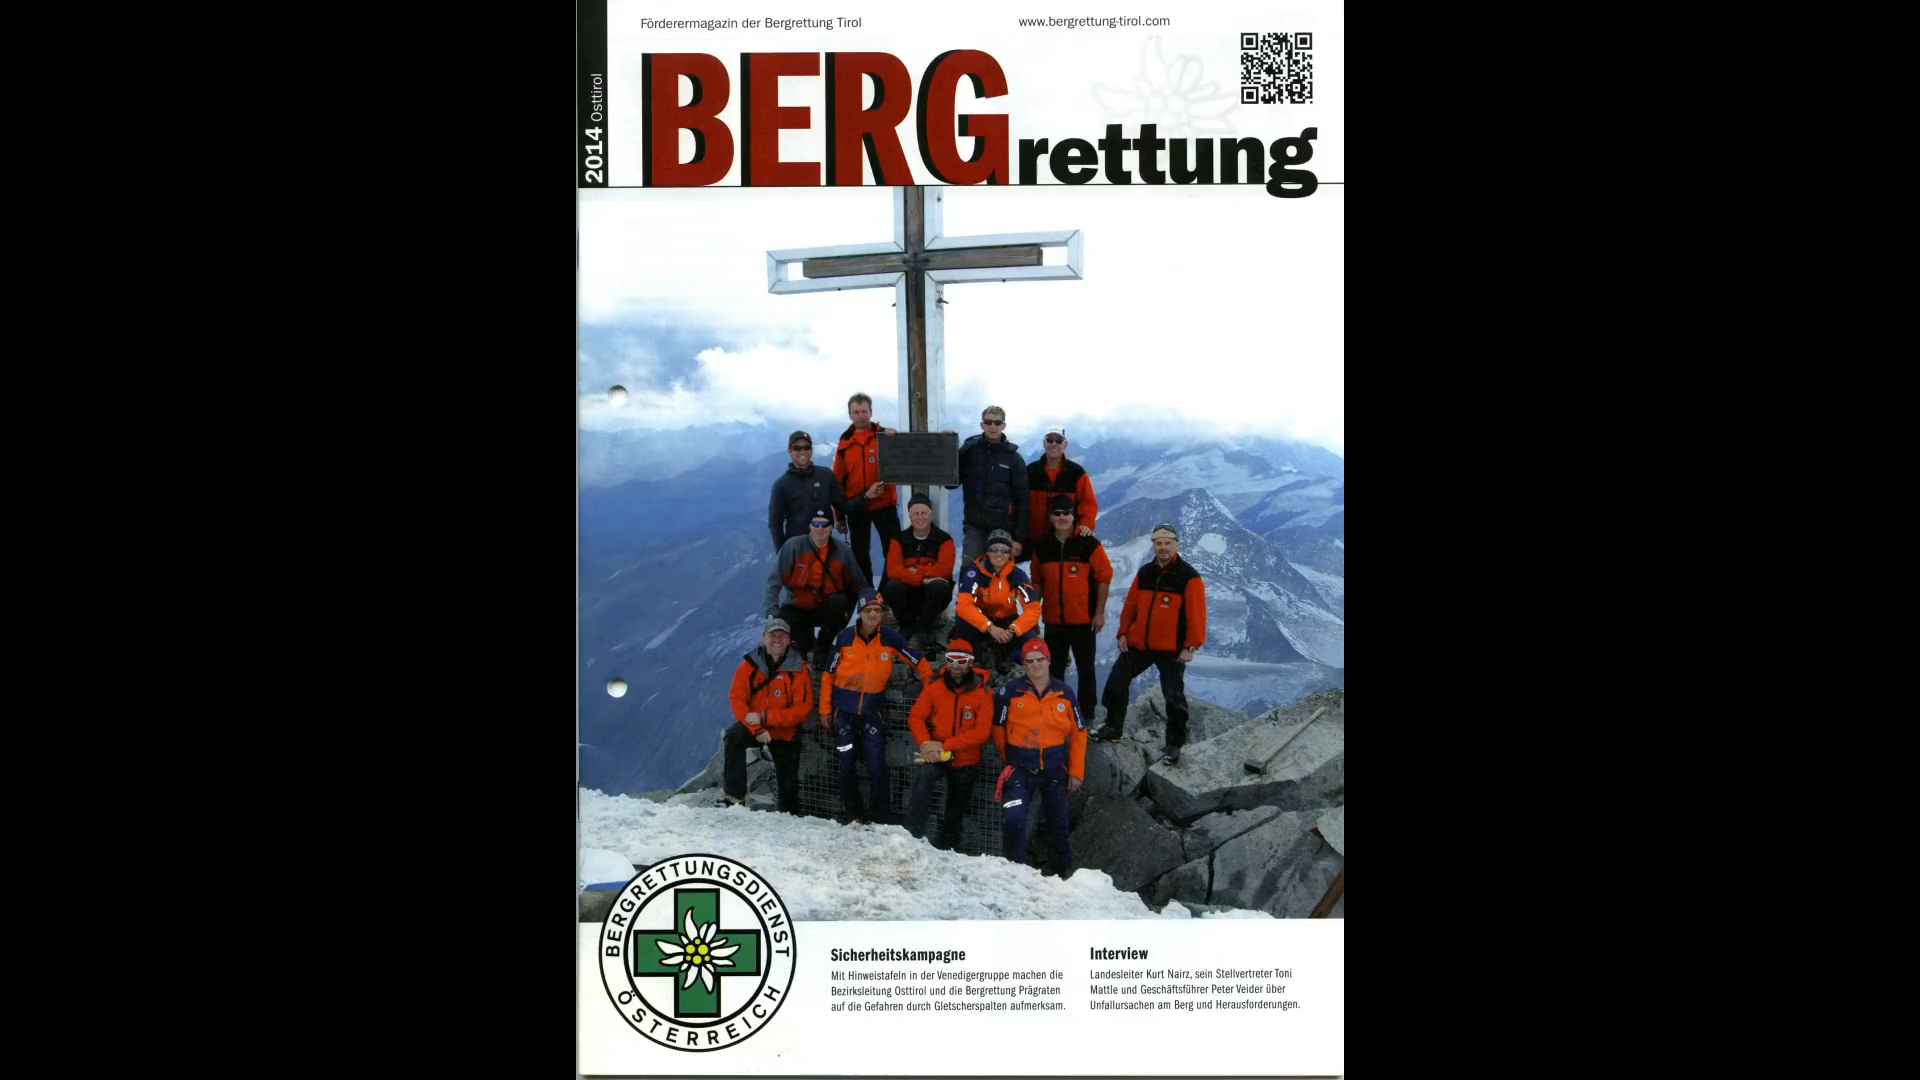 Förderermagazin der Bergrettung Tirol
www.bergrettung-tirol.com
2014 Osttirol
BERGrettung
BERGRETTUNGSDIENST
ÖSTERREICH
Sicherheitskampagne
Mit Hinweistafeln in der Venedigergruppe machen die
Bezirksleitung Osttirol und die Bergrettung Prägraten
auf die Gefahren durch Gletscherspalten aufmerksam.
Interview
Landesleiter Kurt Nairz, sein Stellvertreter Toni
Mattle und Geschäftsführer Peter Veider über
Unfallursachen am Berg und Herausforderungen.